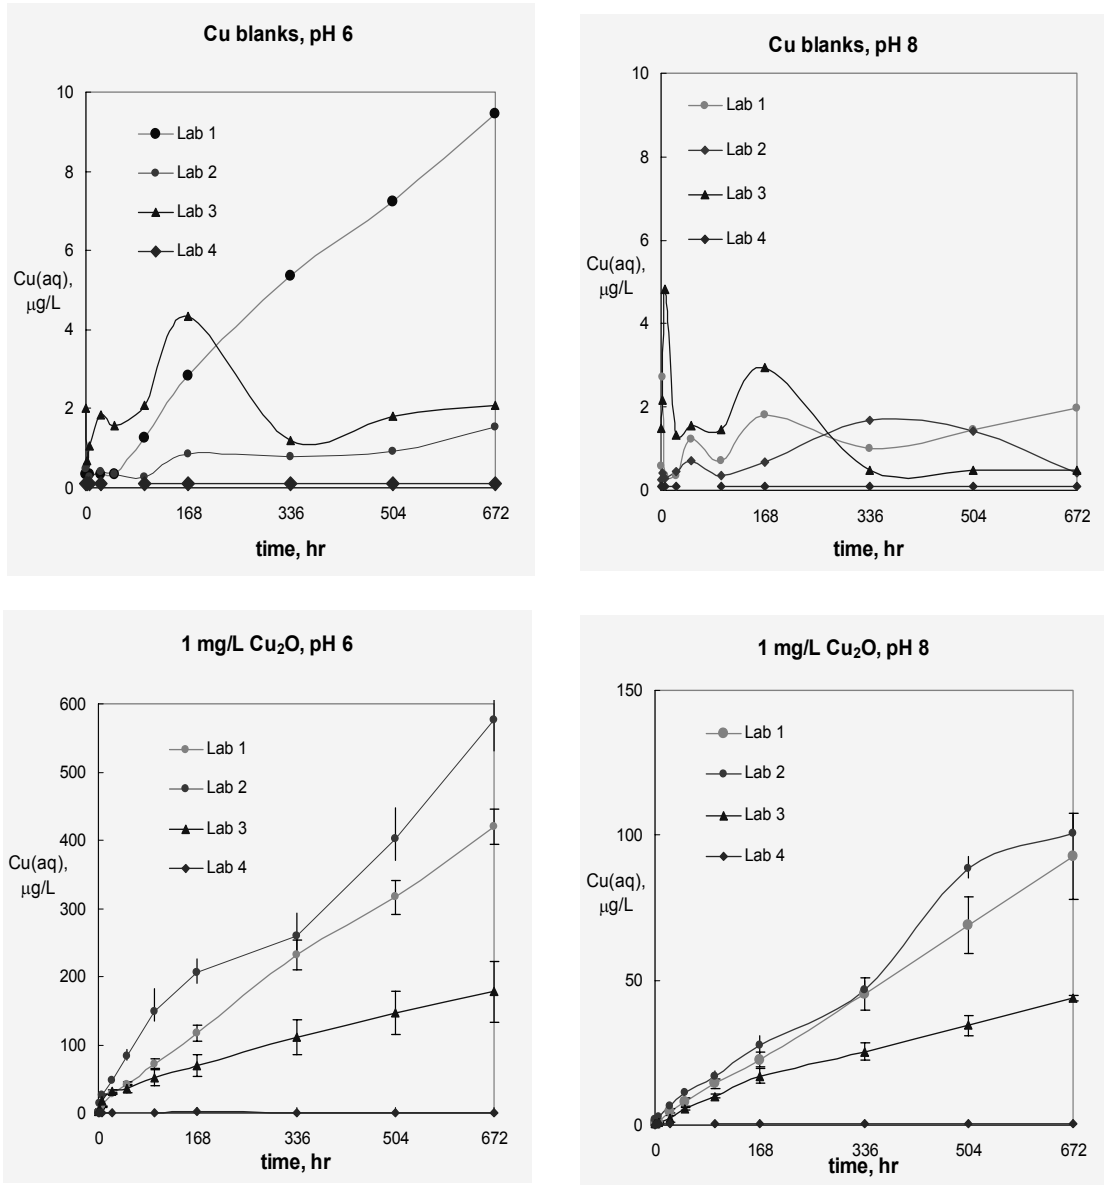 Cu blanks, pH 6
10
8
6
4
2
0
Cu(aq),
µg/L
Lab 1
Lab 2
Lab 3
Lab 4
0 168 336 504 672
time, hr
Cu blanks, pH 8
10
8
6
4
2
0
Cu(aq),
µg/L
Lab 1
Lab 2
Lab 3
Lab 4
0 168 336 504 672
time, hr
1 mg/L Cu₂O, pH 6
600
500
400
300
200
100
0
Cu(aq),
µg/L
Lab 1
Lab 2
Lab 3
Lab 4
0 168 336 504 672
time, hr
1 mg/L Cu₂O, pH 8
150
100
50
0
Cu(aq),
µg/L
Lab 1
Lab 2
Lab 3
Lab 4
0 168 336 504 672
time, hr